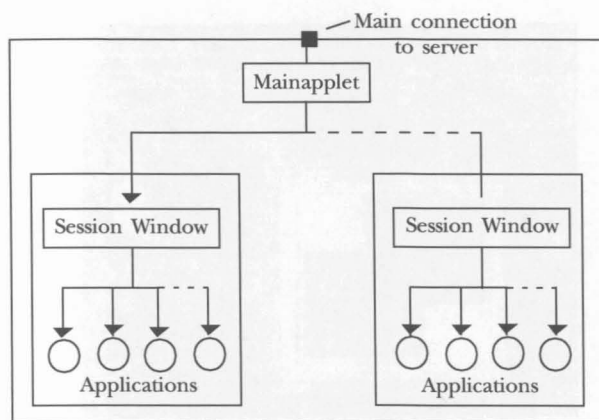 Main connection
to server
Mainapplet
Session Window
Session Window
Applications
Applications